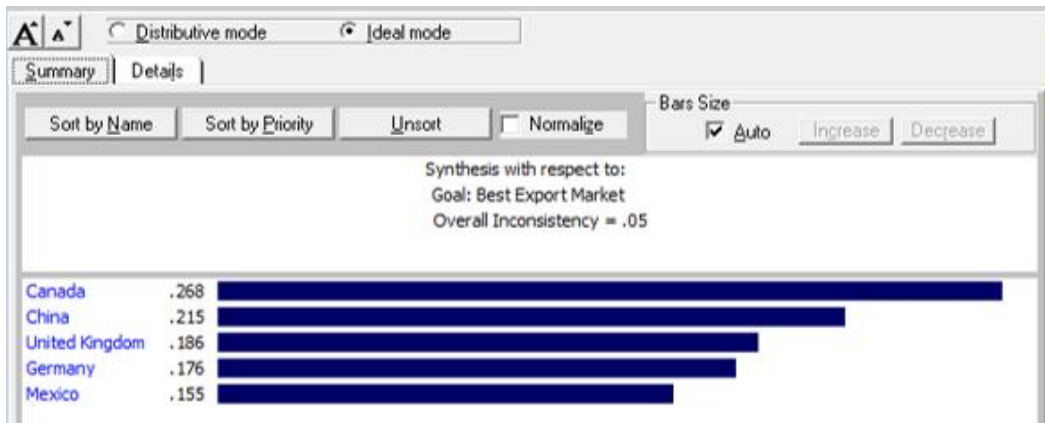 A A Distributive mode Ideal mode
Summary Details
Sort by Name Sort by Priority Unsort Normalize Bars Size Auto Increase Decrease
Synthesis with respect to:
Goal: Best Export Market
Overall Inconsistency = .05
Canada .268
China .215
United Kingdom .186
Germany .176
Mexico .155